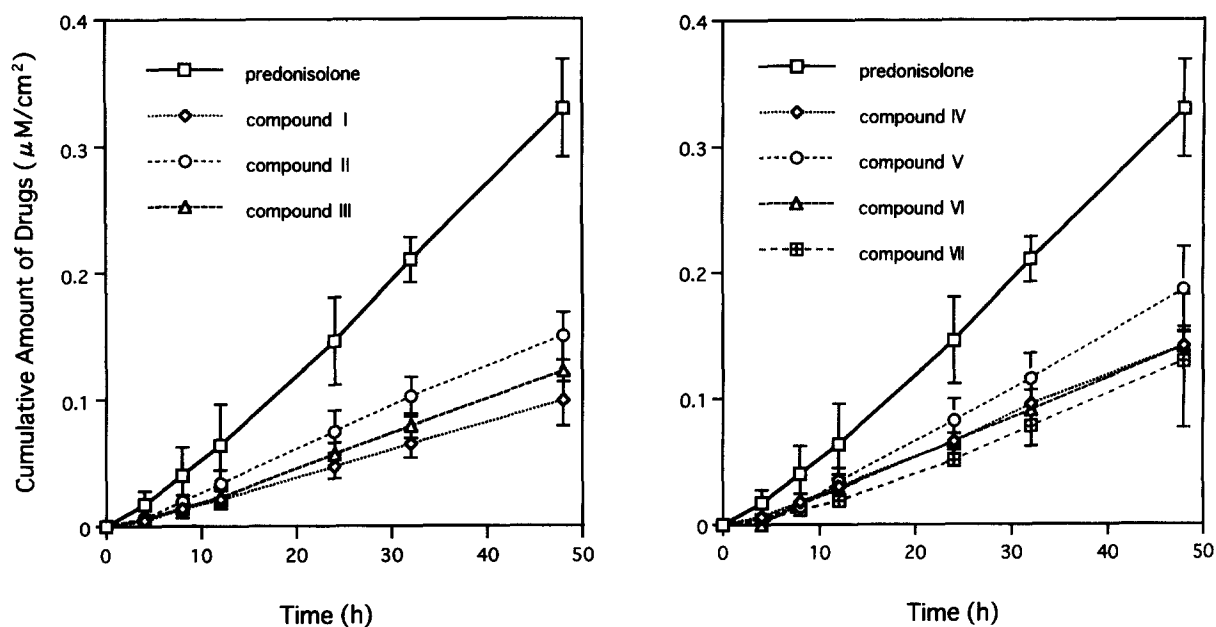 Cumulative Amount of Drugs ( μM/cm²)
0.4
0.3
0.2
0.1
0
predonisolone
compound I
compound II
compound III
0 10 20 30 40 50
Time (h)
0.4
0.3
0.2
0.1
0
predonisolone
compound IV
compound V
compound VI
compound VII
0 10 20 30 40 50
Time (h)